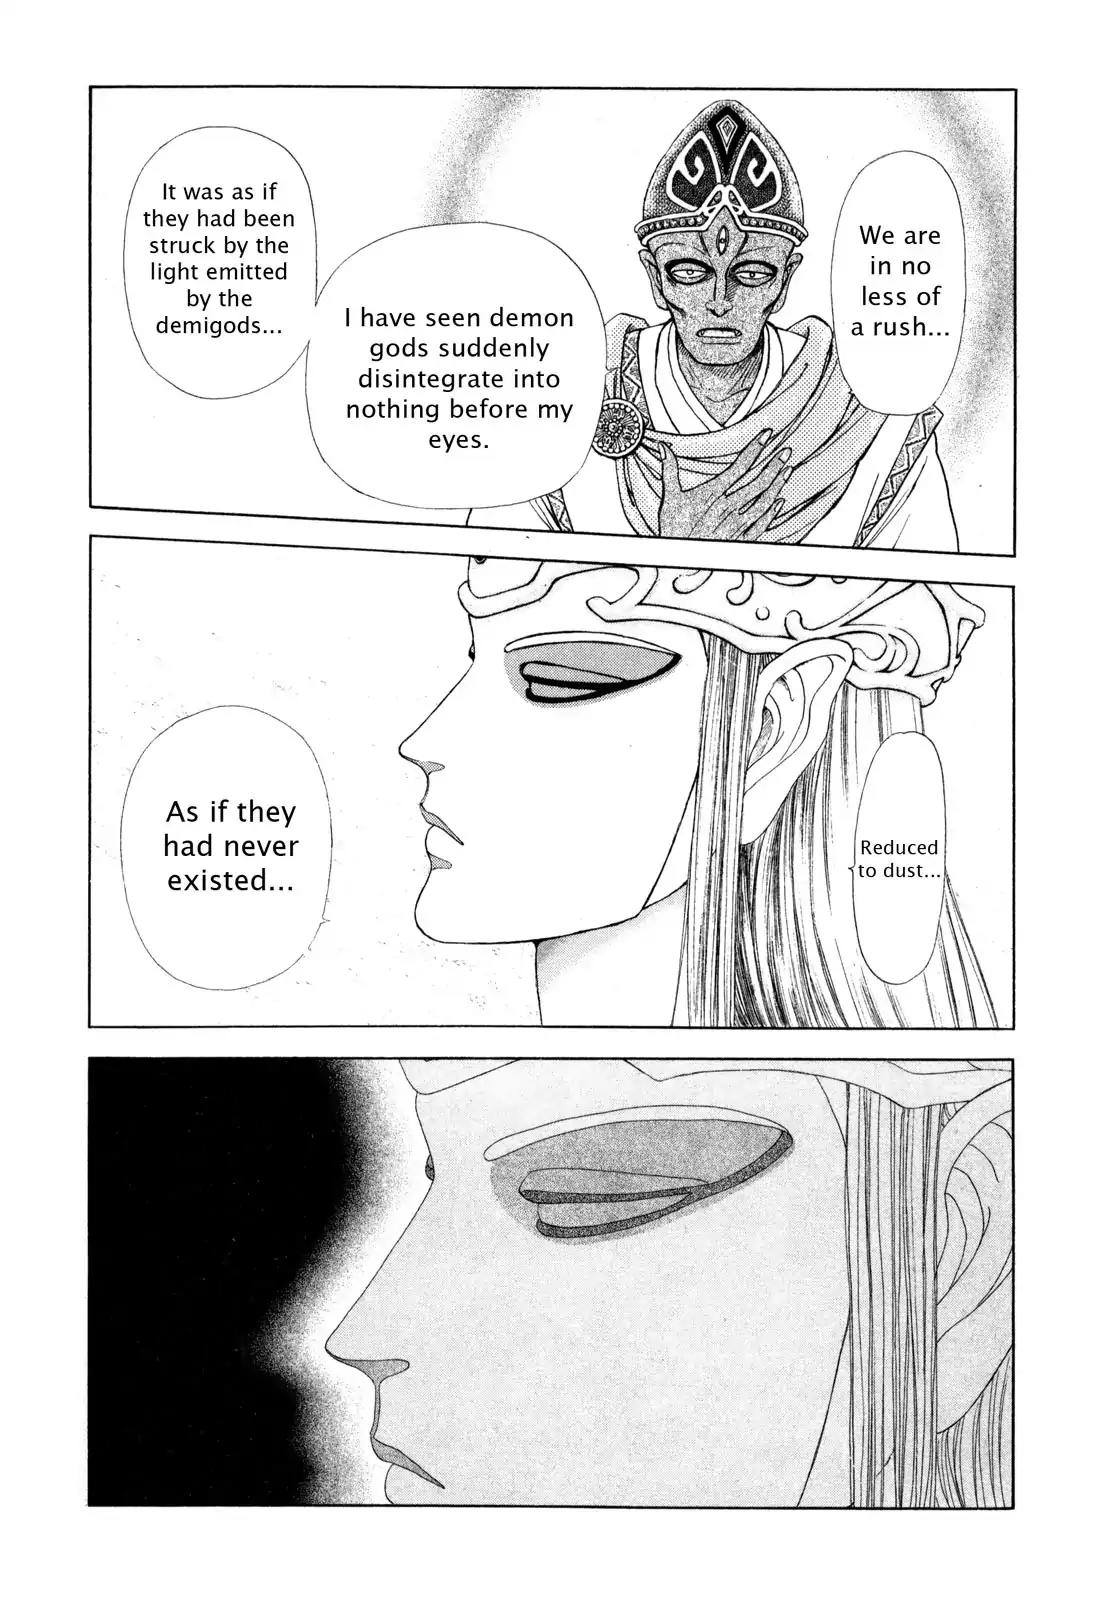 We are
in no
less of
a rush...
I have seen demon
gods suddenly
disintegrate into
nothing before my
eyes.
It was as if
they had been
struck by the
light emitted
by the
demigods...
Reduced
to dust...
As if they
had never
existed...